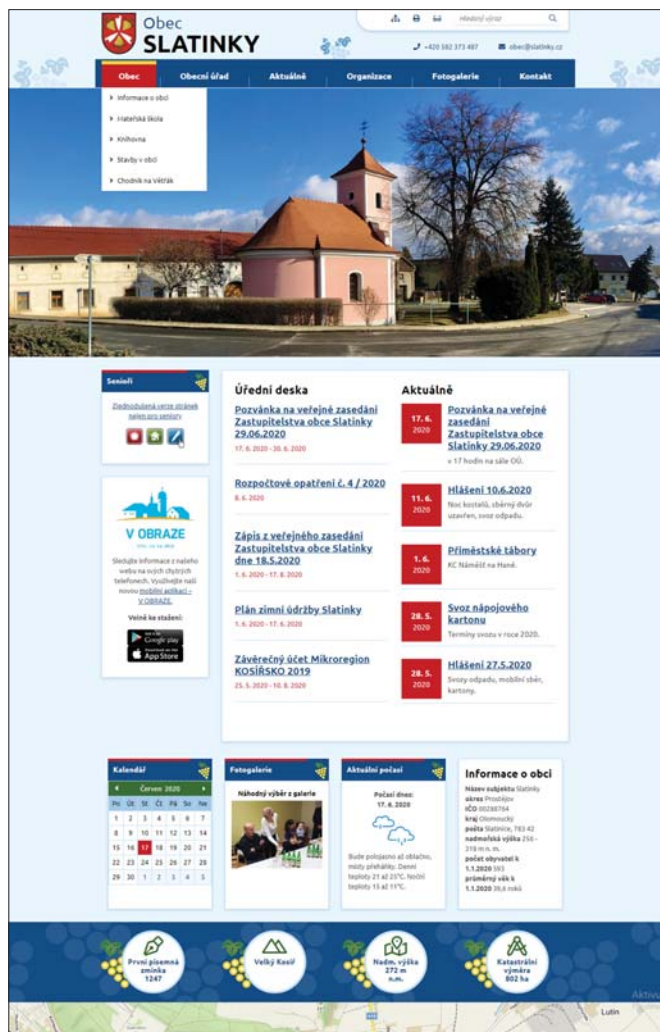 Obec
SLATINKY
Hledaný výraz
+420 582 373 487
obec@slatinky.cz
Obec
Obecní úřad
Aktuálně
Organizace
Fotogalerie
Kontakt
Informace o obci
Mateřská škola
Knihovna
Stavby v obci
Chodník na Větřák
Senioři
Zjednodušená verze stránek
nejen pro seniory
V OBRAZE
Sledujte informace z našeho
webu na svých chytrých
telefonech. Využívejte naši
novou mobilní aplikaci –
V OBRAZE.
Volně ke stažení:
Google play
App Store
Úřední deska
Pozvánka na veřejné zasedání
Zastupitelstva obce Slatinky
29.06.2020
17. 6. 2020 - 30. 6. 2020
Rozpočtové opatření č. 4 / 2020
8. 6. 2020
Zápis z veřejného zasedání
Zastupitelstva obce Slatinky
dne 18.5.2020
1. 6. 2020 - 17. 8. 2020
Plán zimní údržby Slatinky
1. 6. 2020 - 17. 6. 2020
Závěrečný účet Mikroregion
KOSÍŘSKO 2019
25. 5. 2020 - 10. 8. 2020
Aktuálně
17. 6.
2020
Pozvánka na veřejné
zasedání
Zastupitelstva obce
Slatinky 29.06.2020
v 17 hodin na sále OÚ.
11. 6.
2020
Hlášení 10.6.2020
Noc kostelů, sběrný dvůr
uzavřen, svoz odpadu.
1. 6.
2020
Příměstské tábory
KC Náměšť na Hané.
28. 5.
2020
Svoz nápojového
kartonu
Termíny svozu v roce 2020.
28. 5.
2020
Hlášení 27.5.2020
Svozy odpadu, mobilní sběr,
kartony.
Kalendář
Červen 2020
Po Út St Čt Pá So Ne
1 2 3 4 5 6 7
8 9 10 11 12 13 14
15 16 17 18 19 20 21
22 23 24 25 26 27 28
29 30 1 2 3 4 5
Fotogalerie
Náhodný výběr z galerie
Aktuální počasí
Počasí dnes:
17. 6. 2020
Bude polojasno až oblačno,
místy přeháňky. Denní
teploty 21 až 25°C. Noční
teploty 15 až 11°C.
Informace o obci
Název subjektu Slatinky
okres Prostějov
IČO 00288764
kraj Olomoucký
pošta Slatinice, 783 42
nadmořská výška 250 -
318 m n. m.
počet obyvatel k
1.1.2020 593
průměrný věk k
1.1.2020 39,6 roků
První písemná
zmínka
1247
Velký Kosíř
Nadm. výška
272 m
n.m.
Katastrální
výměra
602 ha
Lutín